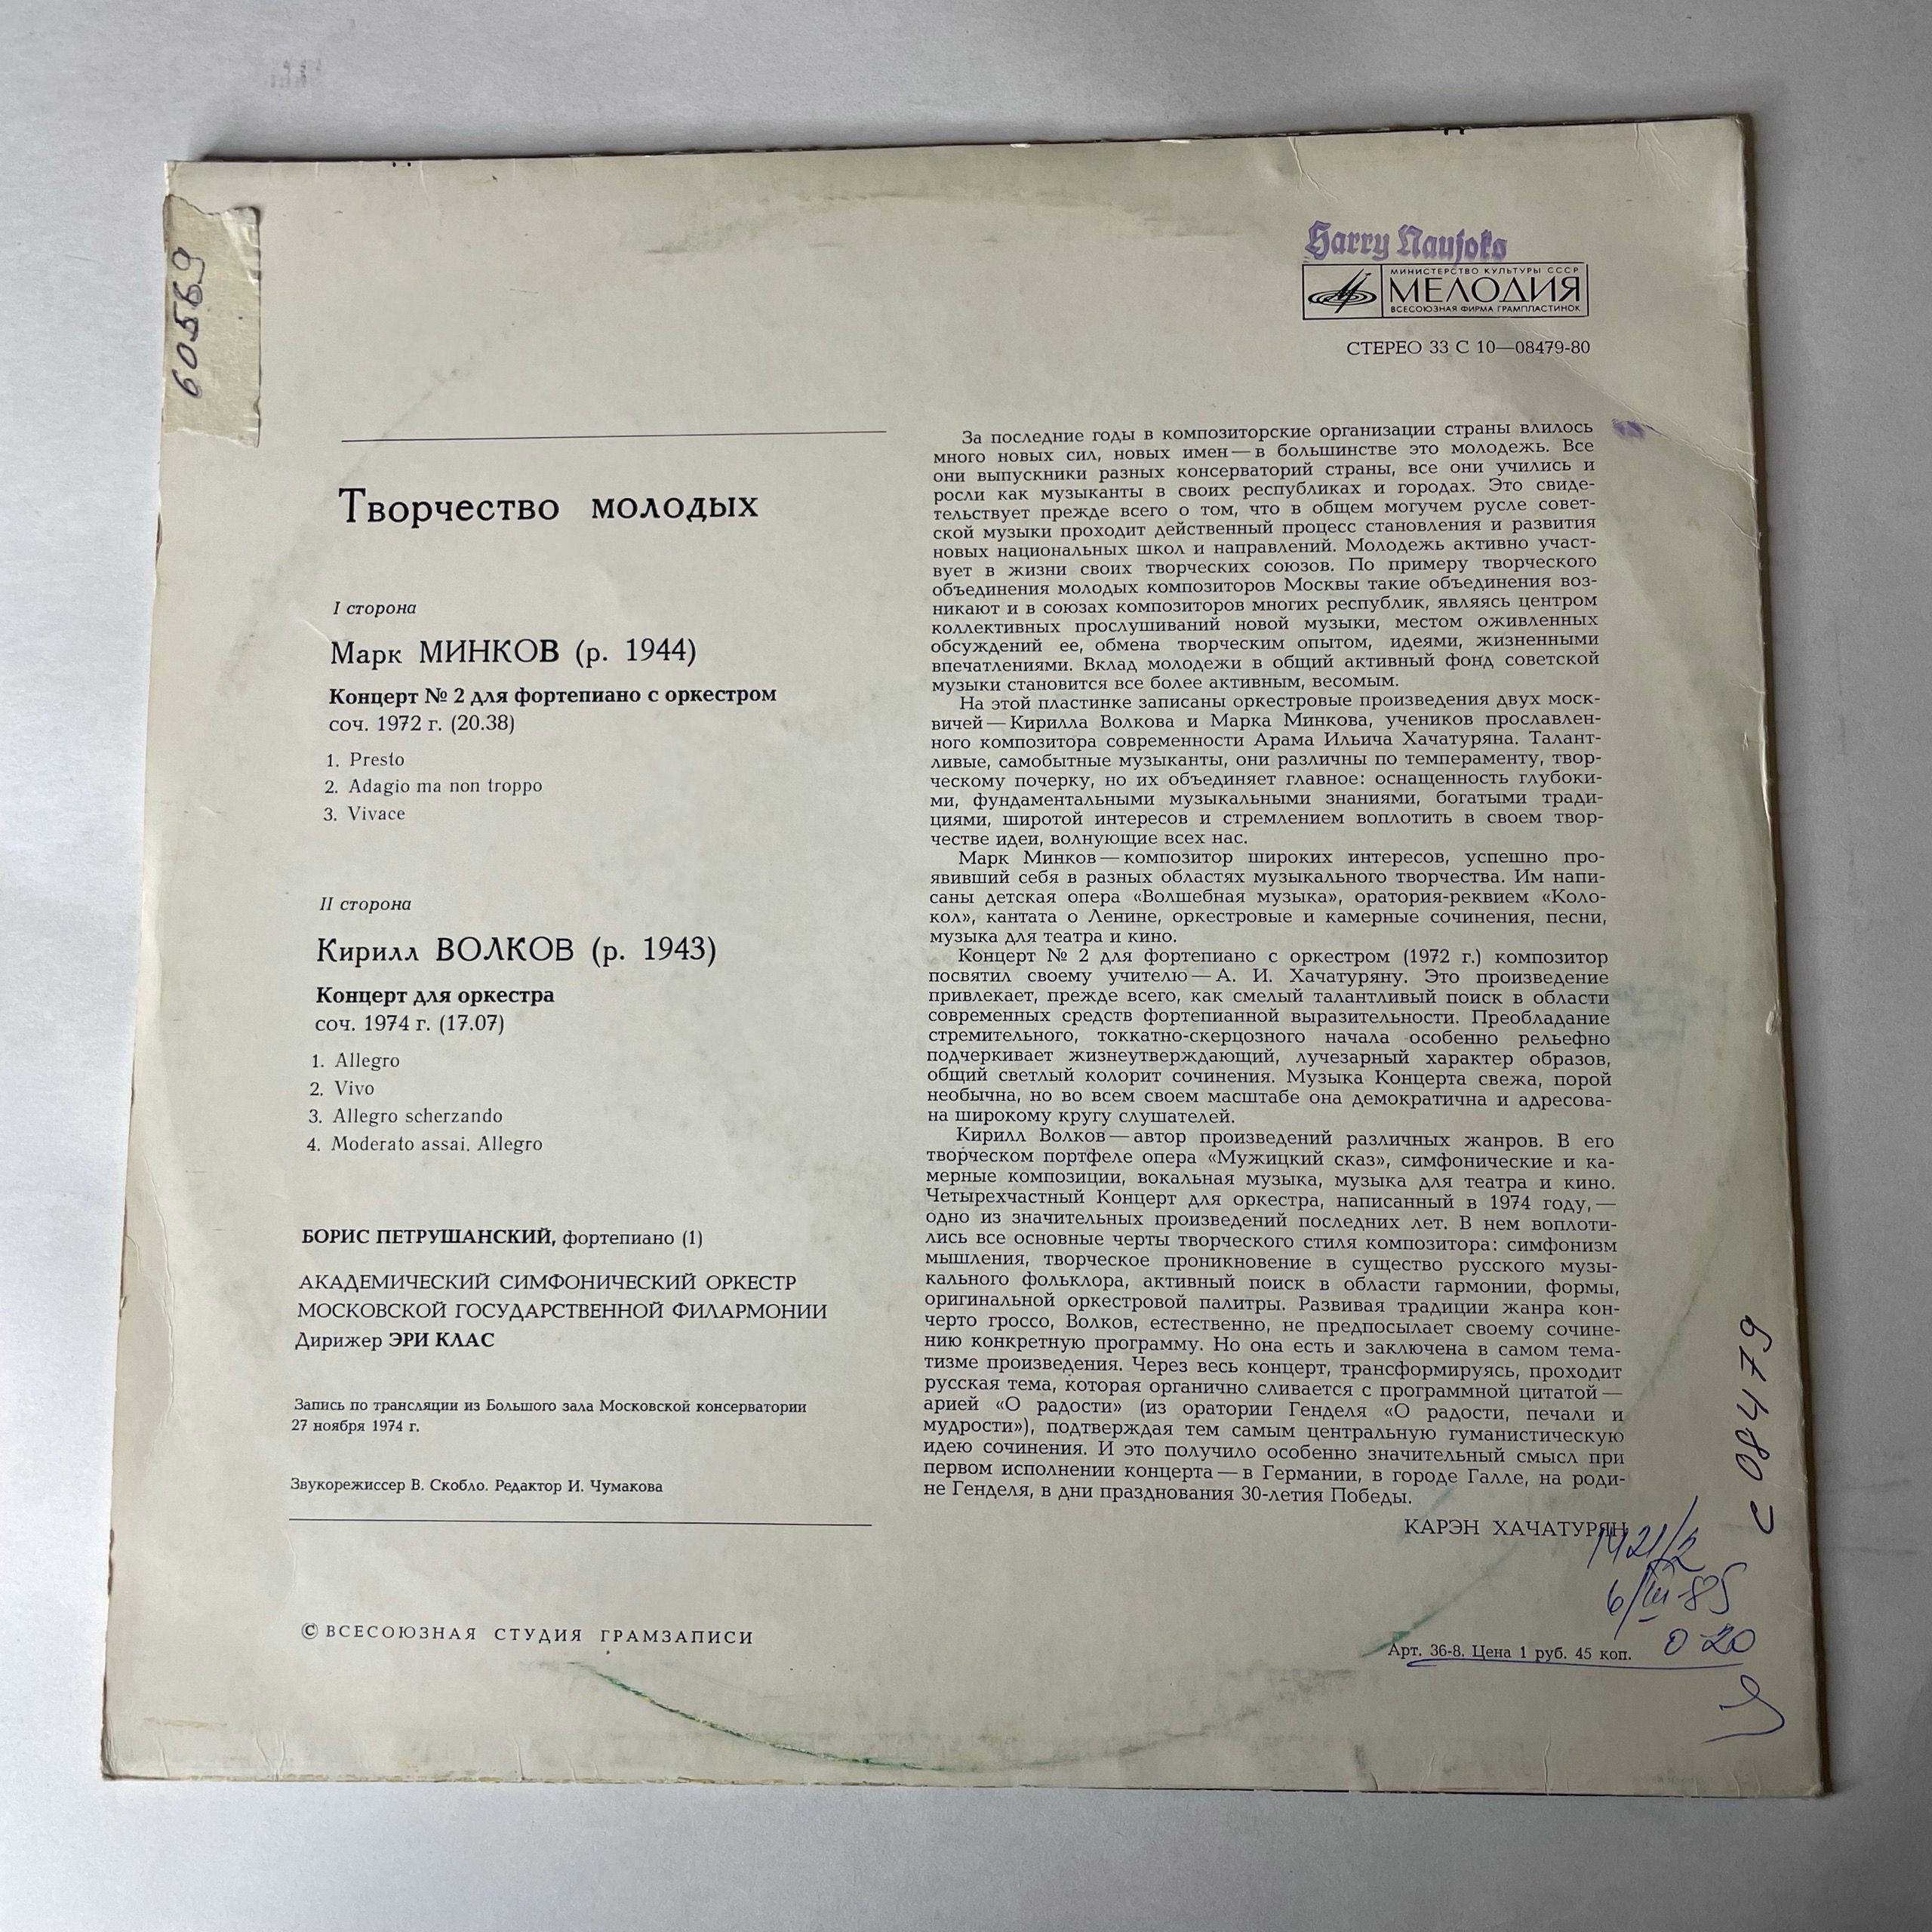 60569
Harry Naujoks
МИНИСТЕРСТВО КУЛЬТУРЫ СССР
МЕЛОДИЯ
ВСЕСОЮЗНАЯ ФИРМА ГРАМПЛАСТИНОК
СТЕРЕО 33 С 10—08479-80
Творчество молодых
I сторона
Марк МИНКОВ (р. 1944)
Концерт № 2 для фортепиано с оркестром
соч. 1972 г. (20.38)
1. Presto
2. Adagio ma non troppo
3. Vivace
II сторона
Кирилл ВОЛКОВ (р. 1943)
Концерт для оркестра
соч. 1974 г. (17.07)
1. Allegro
2. Vivo
3. Allegro scherzando
4. Moderato assai. Allegro
БОРИС ПЕТРУШАНСКИЙ, фортепиано (1)
АКАДЕМИЧЕСКИЙ СИМФОНИЧЕСКИЙ ОРКЕСТР
МОСКОВСКОЙ ГОСУДАРСТВЕННОЙ ФИЛАРМОНИИ
Дирижер ЭРИ КЛАС
Запись по трансляции из Большого зала Московской консерватории
27 ноября 1974 г.
Звукорежиссер В. Скобло. Редактор И. Чумакова
© ВСЕСОЮЗНАЯ СТУДИЯ ГРАМЗАПИСИ
За последние годы в композиторские организации страны влилось
много новых сил, новых имен — в большинстве это молодежь. Все
они выпускники разных консерваторий страны, все они учились и
росли как музыканты в своих республиках и городах. Это свиде-
тельствует прежде всего о том, что в общем могучем русле совет-
ской музыки проходит действенный процесс становления и развития
новых национальных школ и направлений. Молодежь активно участ-
вует в жизни своих творческих союзов. По примеру творческого
объединения молодых композиторов Москвы такие объединения воз-
никают и в союзах композиторов многих республик, являясь центром
коллективных прослушиваний новой музыки, местом оживленных
обсуждений ее, обмена творческим опытом, идеями, жизненными
впечатлениями. Вклад молодежи в общий активный фонд советской
музыки становится все более активным, весомым.
На этой пластинке записаны оркестровые произведения двух моск-
вичей — Кирилла Волкова и Марка Минкова, учеников прославлен-
ного композитора современности Арама Ильича Хачатуряна. Талант-
ливые, самобытные музыканты, они различны по темпераменту, твор-
ческому почерку, но их объединяет главное: оснащенность глубоки-
ми, фундаментальными музыкальными знаниями, богатыми тради-
циями, широтой интересов и стремлением воплотить в своем твор-
честве идеи, волнующие всех нас.
Марк Минков — композитор широких интересов, успешно про-
явивший себя в разных областях музыкального творчества. Им напи-
саны детская опера «Волшебная музыка», оратория-реквием «Коло-
кол», кантата о Ленине, оркестровые и камерные сочинения, песни,
музыка для театра и кино.
Концерт № 2 для фортепиано с оркестром (1972 г.) композитор
посвятил своему учителю — А. И. Хачатуряну. Это произведение
привлекает, прежде всего, как смелый талантливый поиск в области
современных средств фортепианной выразительности. Преобладание
стремительного, токкатно-скерцозного начала особенно рельефно
подчеркивает жизнеутверждающий, лучезарный характер образов,
общий светлый колорит сочинения. Музыка Концерта свежа, порой
необычна, но во всем своем масштабе она демократична и адресова-
на широкому кругу слушателей.
Кирилл Волков — автор произведений различных жанров. В его
творческом портфеле опера «Мужицкий сказ», симфонические и ка-
мерные композиции, вокальная музыка, музыка для театра и кино.
Четырехчастный Концерт для оркестра, написанный в 1974 году, —
одно из значительных произведений последних лет. В нем воплоти-
лись все основные черты творческого стиля композитора: симфонизм
мышления, творческое проникновение в существо русского музы-
кального фольклора, активный поиск в области гармонии, формы,
оригинальной оркестровой палитры. Развивая традиции жанра кон-
черто гроссо, Волков, естественно, не предпосылает своему сочине-
нию конкретную программу. Но она есть и заключена в самом тема-
тизме произведения. Через весь концерт, трансформируясь, проходит
русская тема, которая органично сливается с программной цитатой —
арией «О радости» (из оратории Генделя «О радости, печали и
мудрости»), подтверждая тем самым центральную гуманистическую
идею сочинения. И это получило особенно значительный смысл при
первом исполнении концерта — в Германии, в городе Галле, на роди-
не Генделя, в дни празднования 30-летия Победы.
КАРЭН ХАЧАТУРЯН
1421/2
6/III-85
0 20
Арт. 36-8. Цена 1 руб. 45 коп.
С 08479